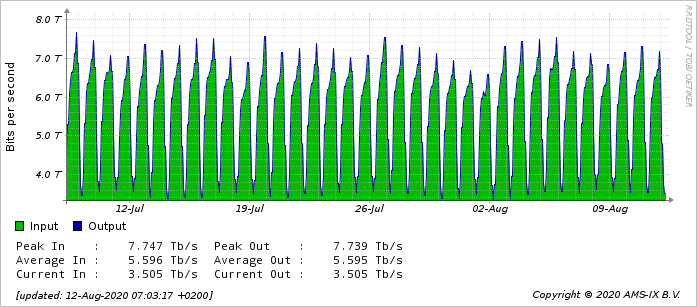 8.0 T
7.0 T
6.0 T
5.0 T
4.0 T
Bits per second
RRDTOOL / TOBI OETIKER
12-Jul 19-Jul 26-Jul 02-Aug 09-Aug
Input Output
Peak In : 7.747 Tb/s Peak Out : 7.739 Tb/s
Average In : 5.596 Tb/s Average Out : 5.595 Tb/s
Current In : 3.505 Tb/s Current Out : 3.505 Tb/s
[updated: 12-Aug-2020 07:03:17 +0200]
Copyright © 2020 AMS-IX B.V.